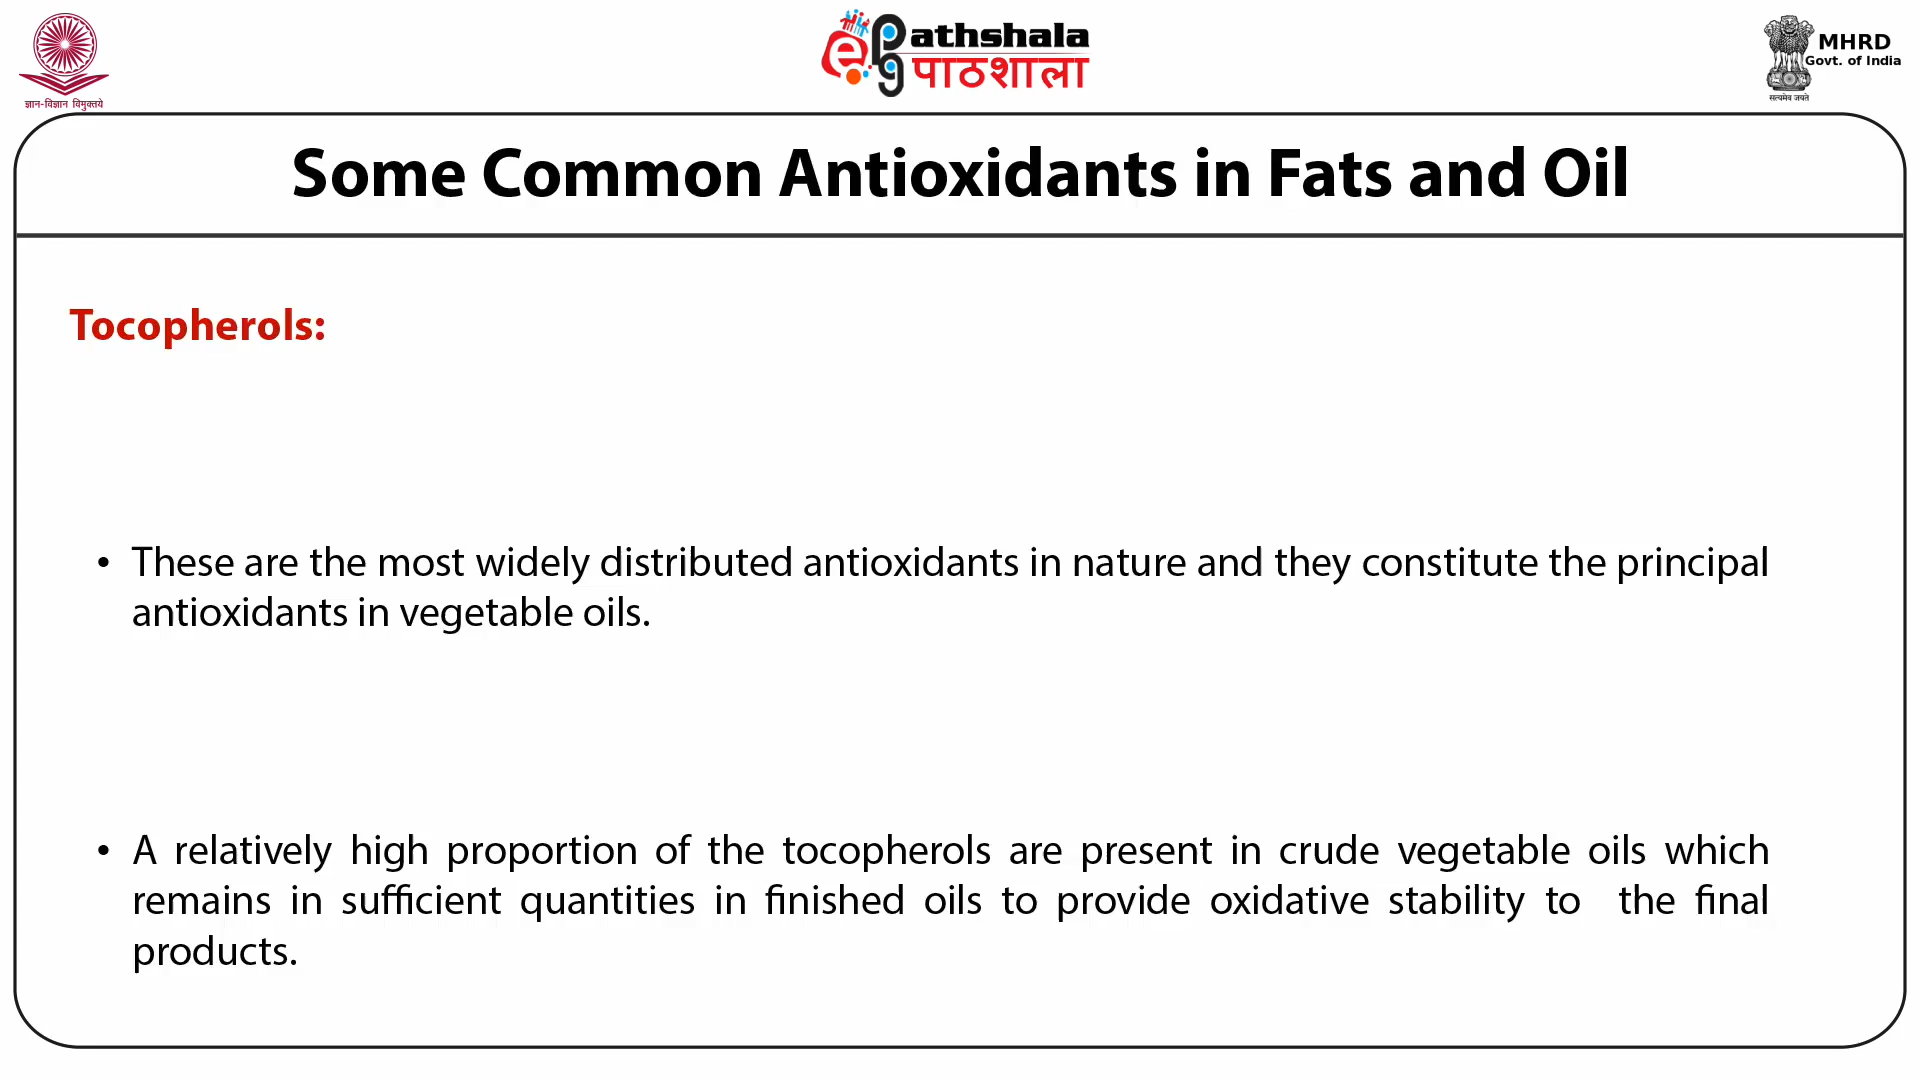 ज्ञान-विज्ञान विमुक्तये
ePathshala
पाठशाला
MHRD
Govt. of India
सत्यमेव जयते
Some Common Antioxidants in Fats and Oil
Tocopherols:
• These are the most widely distributed antioxidants in nature and they constitute the principal
antioxidants in vegetable oils.
• A relatively high proportion of the tocopherols are present in crude vegetable oils which
remains in sufficient quantities in finished oils to provide oxidative stability to the final
products.